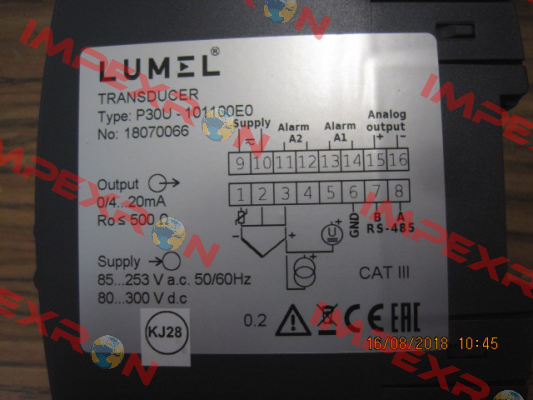 LUMEL®
TRANSDUCER
Type: P30U - 101100E0
No: 18070066
Supply
Alarm A2
Alarm A1
Analog output
+ -
9 10 11 12 13 14 15 16
1 2 3 4 5 6 7 8
Output
0/4...20mA
Ro ≤ 500 Ω
GND
B A
RS-485
- +
+
U
Supply
85...253 V a.c. 50/60Hz
80...300 V d.c
CAT III
KJ28
0.2
CE EAC
16/08/2018 10:45
IMPEXRON
IMPEXRON
IMPEXRON